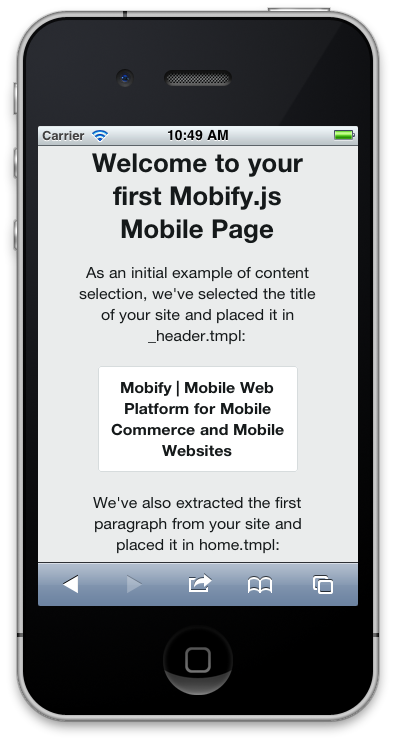 Carrier 10:49 AM
Welcome to your
first Mobify.js
Mobile Page
As an initial example of content
selection, we've selected the title
of your site and placed it in
_header.tmpl:
Mobify | Mobile Web
Platform for Mobile
Commerce and Mobile
Websites
We've also extracted the first
paragraph from your site and
placed it in home.tmpl: